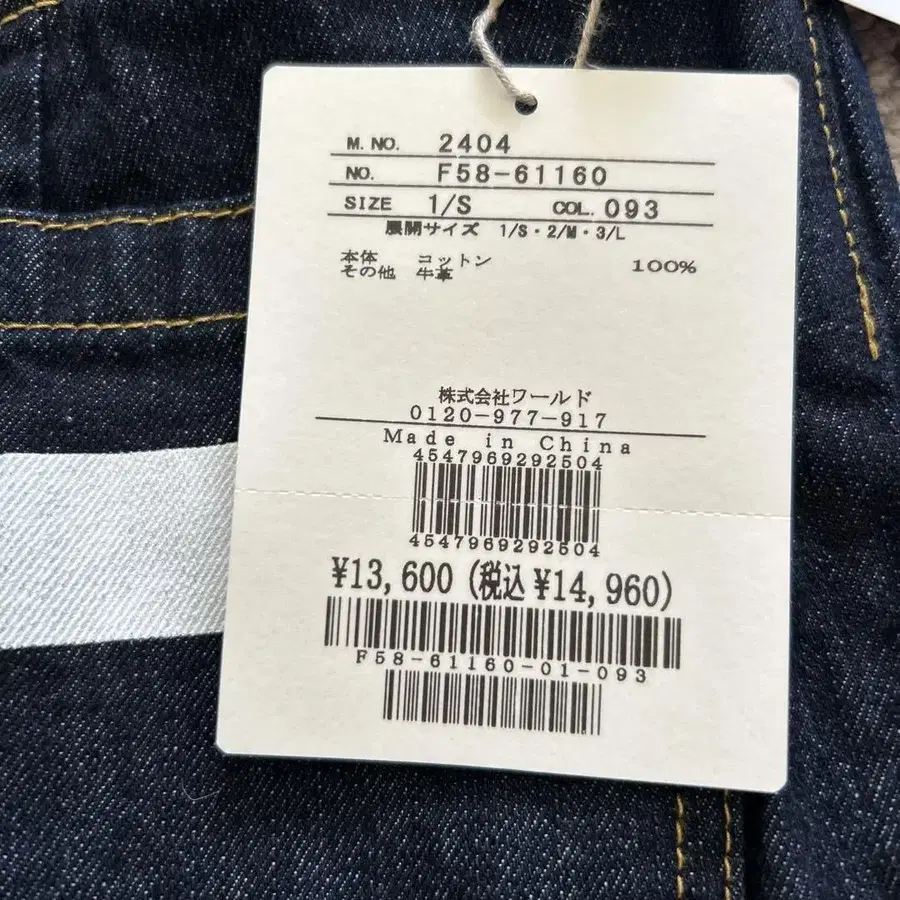 M. NO. 2404
NO. F58-61160
SIZE 1/S COL. 093
展開サイズ 1/S・2/M・3/L
本体 コットン 100%
その他 牛革
株式会社ワールド
0120-977-917
Made in China
4547969292504
4547969292504
¥13,600 (税込¥14,960)
F58-61160-01-093